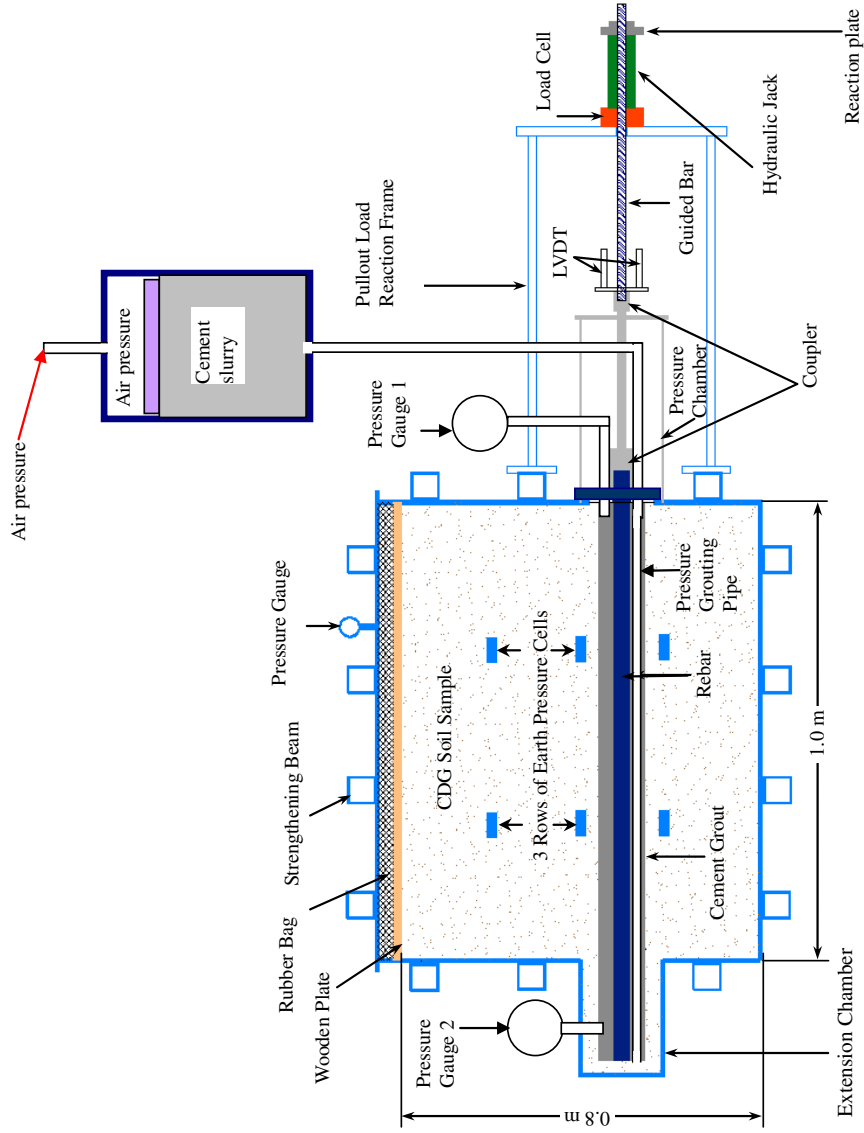 Air pressure
Air pressure
Cement
slurry
Pressure Gauge
Strengthening Beam
Rubber Bag
Wooden Plate
Pressure
Gauge 1
Pressure
Gauge 2
Pullout Load
Reaction Frame
LVDT
Load Cell
CDG Soil Sample
3 Rows of Earth Pressure Cells
Guided Bar
Hydraulic Jack
Reaction plate
Pressure
Chamber
Coupler
Pressure
Grouting
Pipe
Rebar
Cement Grout
Extension Chamber
0.8 m
1.0 m